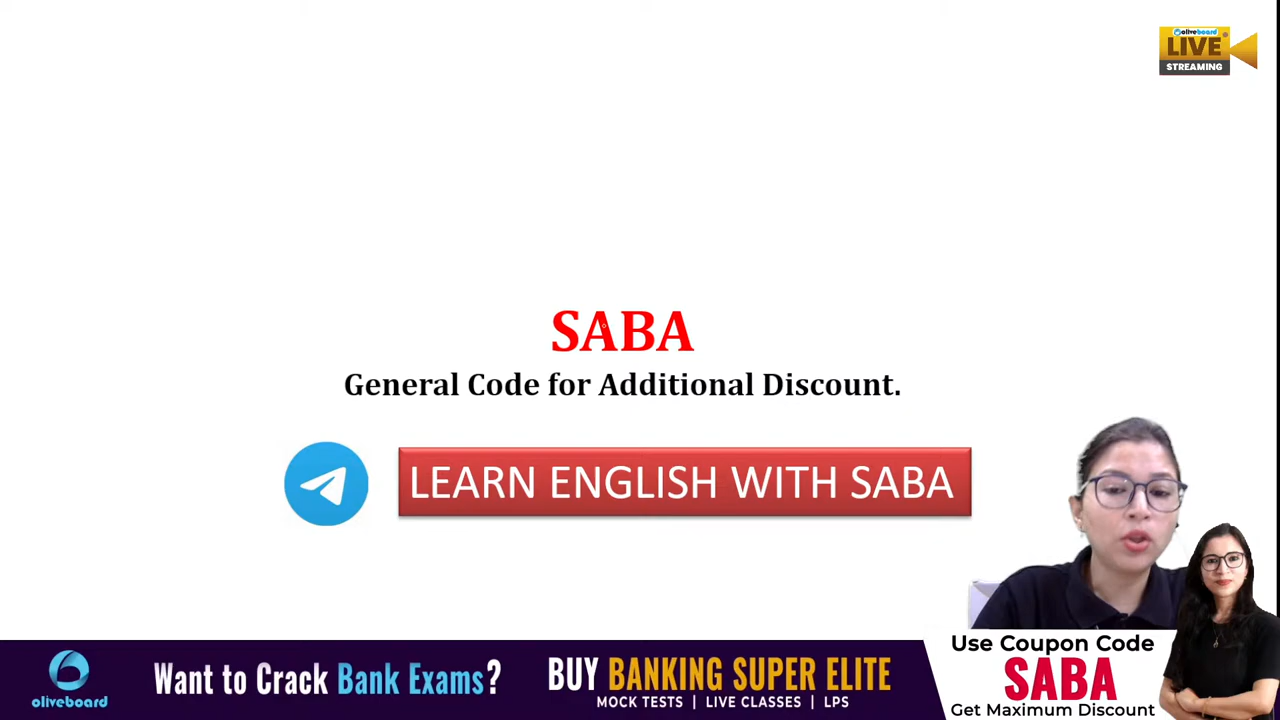 oliveboard
LIVE
STREAMING
SABA
General Code for Additional Discount.
LEARN ENGLISH WITH SABA
oliveboard
Want to Crack Bank Exams?
BUY BANKING SUPER ELITE
MOCK TESTS | LIVE CLASSES | LPS
Use Coupon Code
SABA
Get Maximum Discount